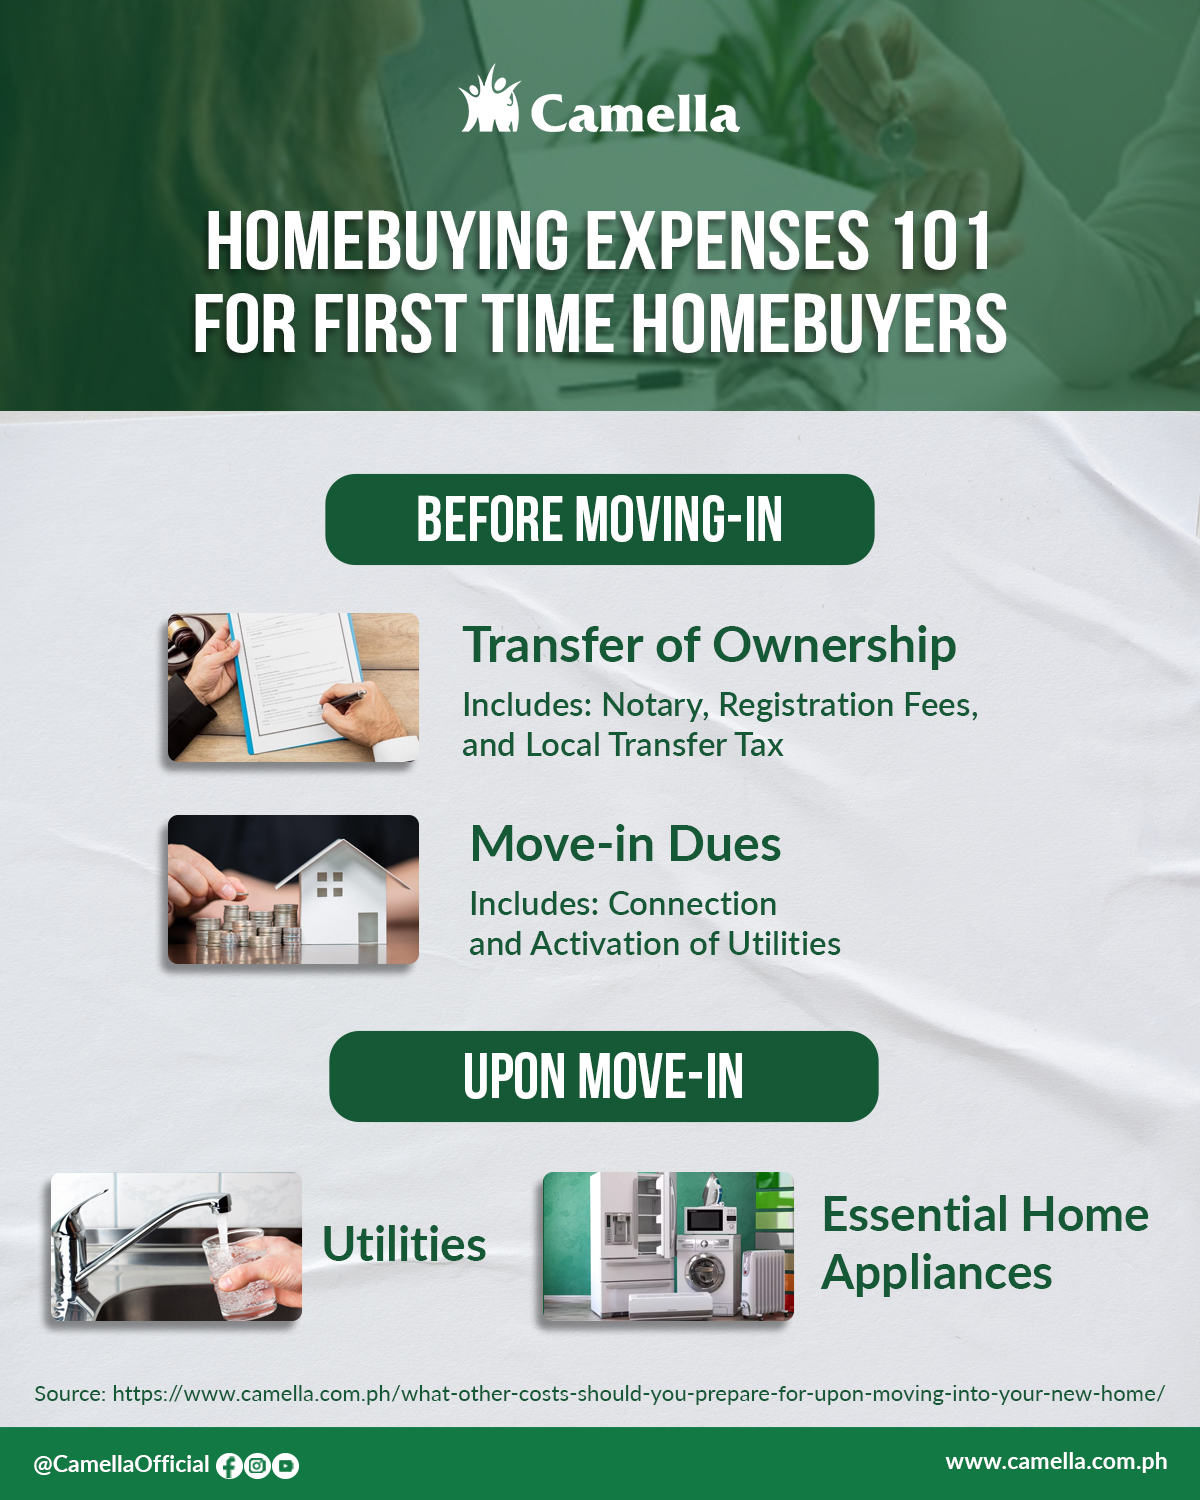 Camella
HOMEBUYING EXPENSES 101
FOR FIRST TIME HOMEBUYERS
BEFORE MOVING-IN
Transfer of Ownership
Includes: Notary, Registration Fees,
and Local Transfer Tax
Move-in Dues
Includes: Connection
and Activation of Utilities
UPON MOVE-IN
Utilities
Essential Home
Appliances
Source: https://www.camella.com.ph/what-other-costs-should-you-prepare-for-upon-moving-into-your-new-home/
@CamellaOfficial
www.camella.com.ph